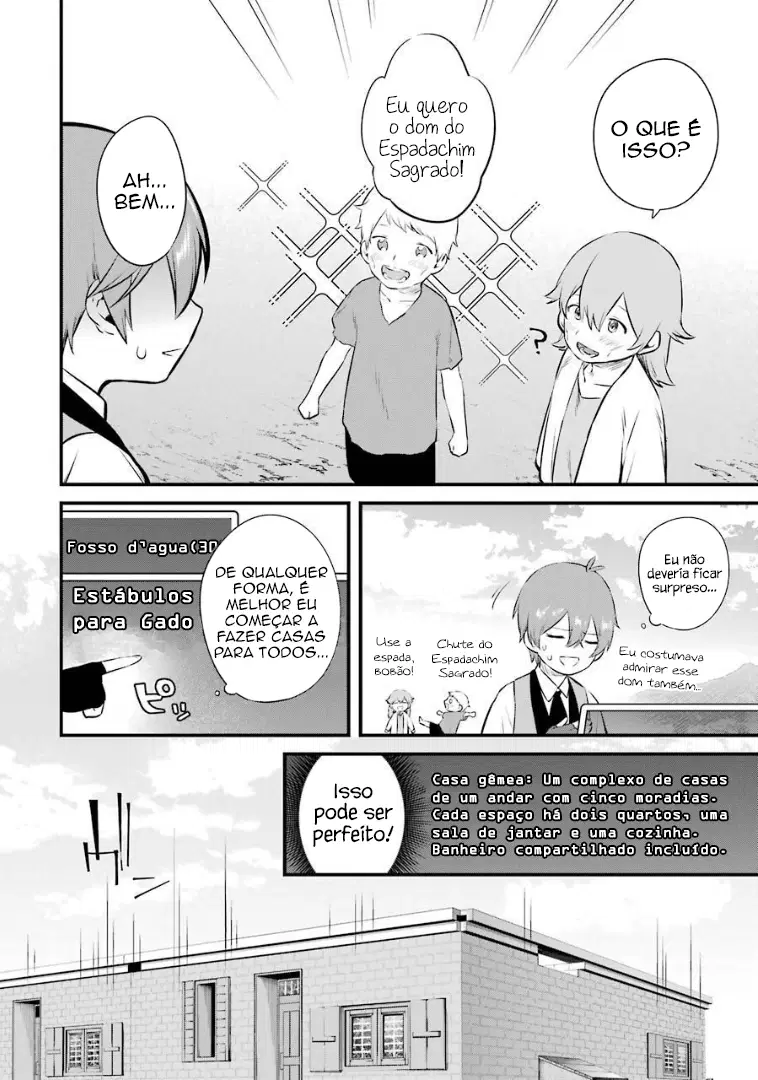 O QUE É
ISSO?
Eu quero
o dom do
Espadachim
Sagrado!
AH...
BEM...
?
Eu não
deveria ficar
surpreso...
Eu costumava
admirar esse
dom também..
Chute do
Espadachim
Sagrado!
Use a
espada,
BOBÃO!
DE QUALQUER
FORMA, É
MELHOR EU
COMEÇAR A
FAZER CASAS
PARA TODOS...
Fosso d'agua(3D
Estábulos
para Gado
ピッ
Isso
pode ser
perfeito!
Casa gêmea: Um complexo de casas
de um andar com cinco moradias.
Cada espaço há dois quartos, uma
sala de jantar e uma cozinha.
Banheiro compartilhado incluído.